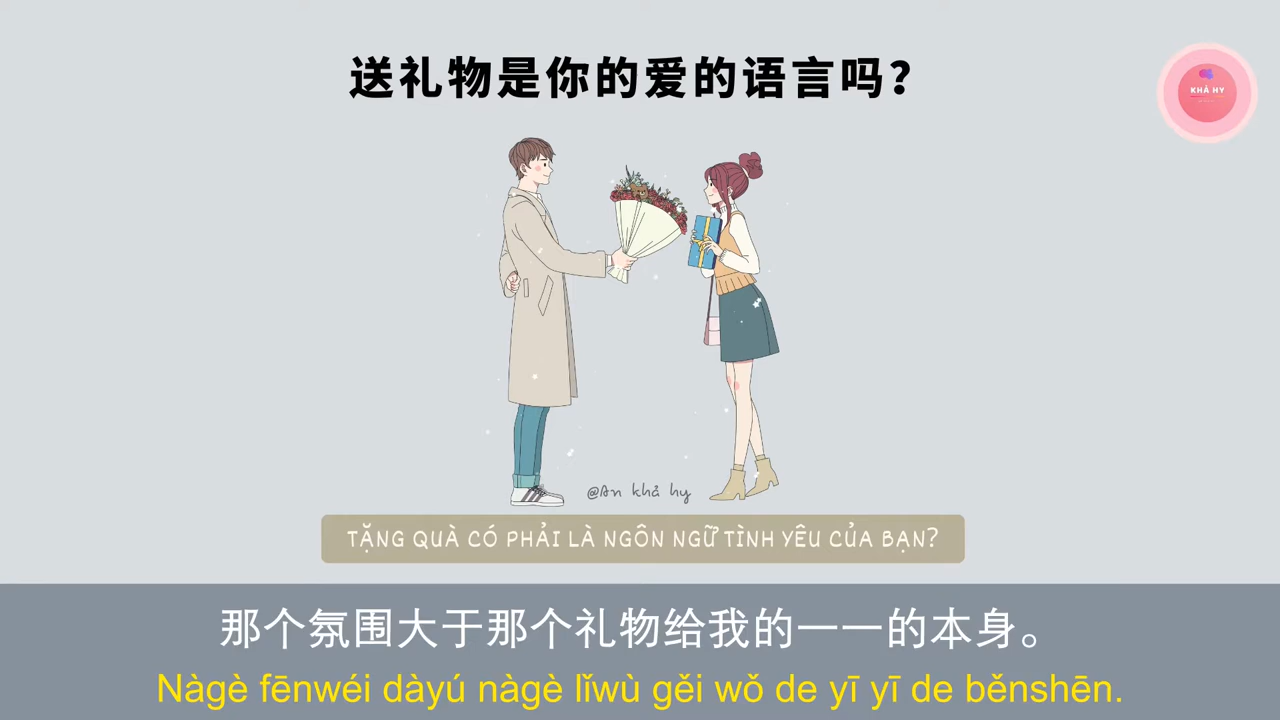 送礼物是你的爱的语言吗？
KHẢ HY
@An khả hy
TẶNG QUÀ CÓ PHẢI LÀ NGÔN NGỮ TÌNH YÊU CỦA BẠN?
那个氛围大于那个礼物给我的一一的本身。
Nàgè fēnwéi dàyú nàgè lǐwù gěi wǒ de yī yī de běnshēn.